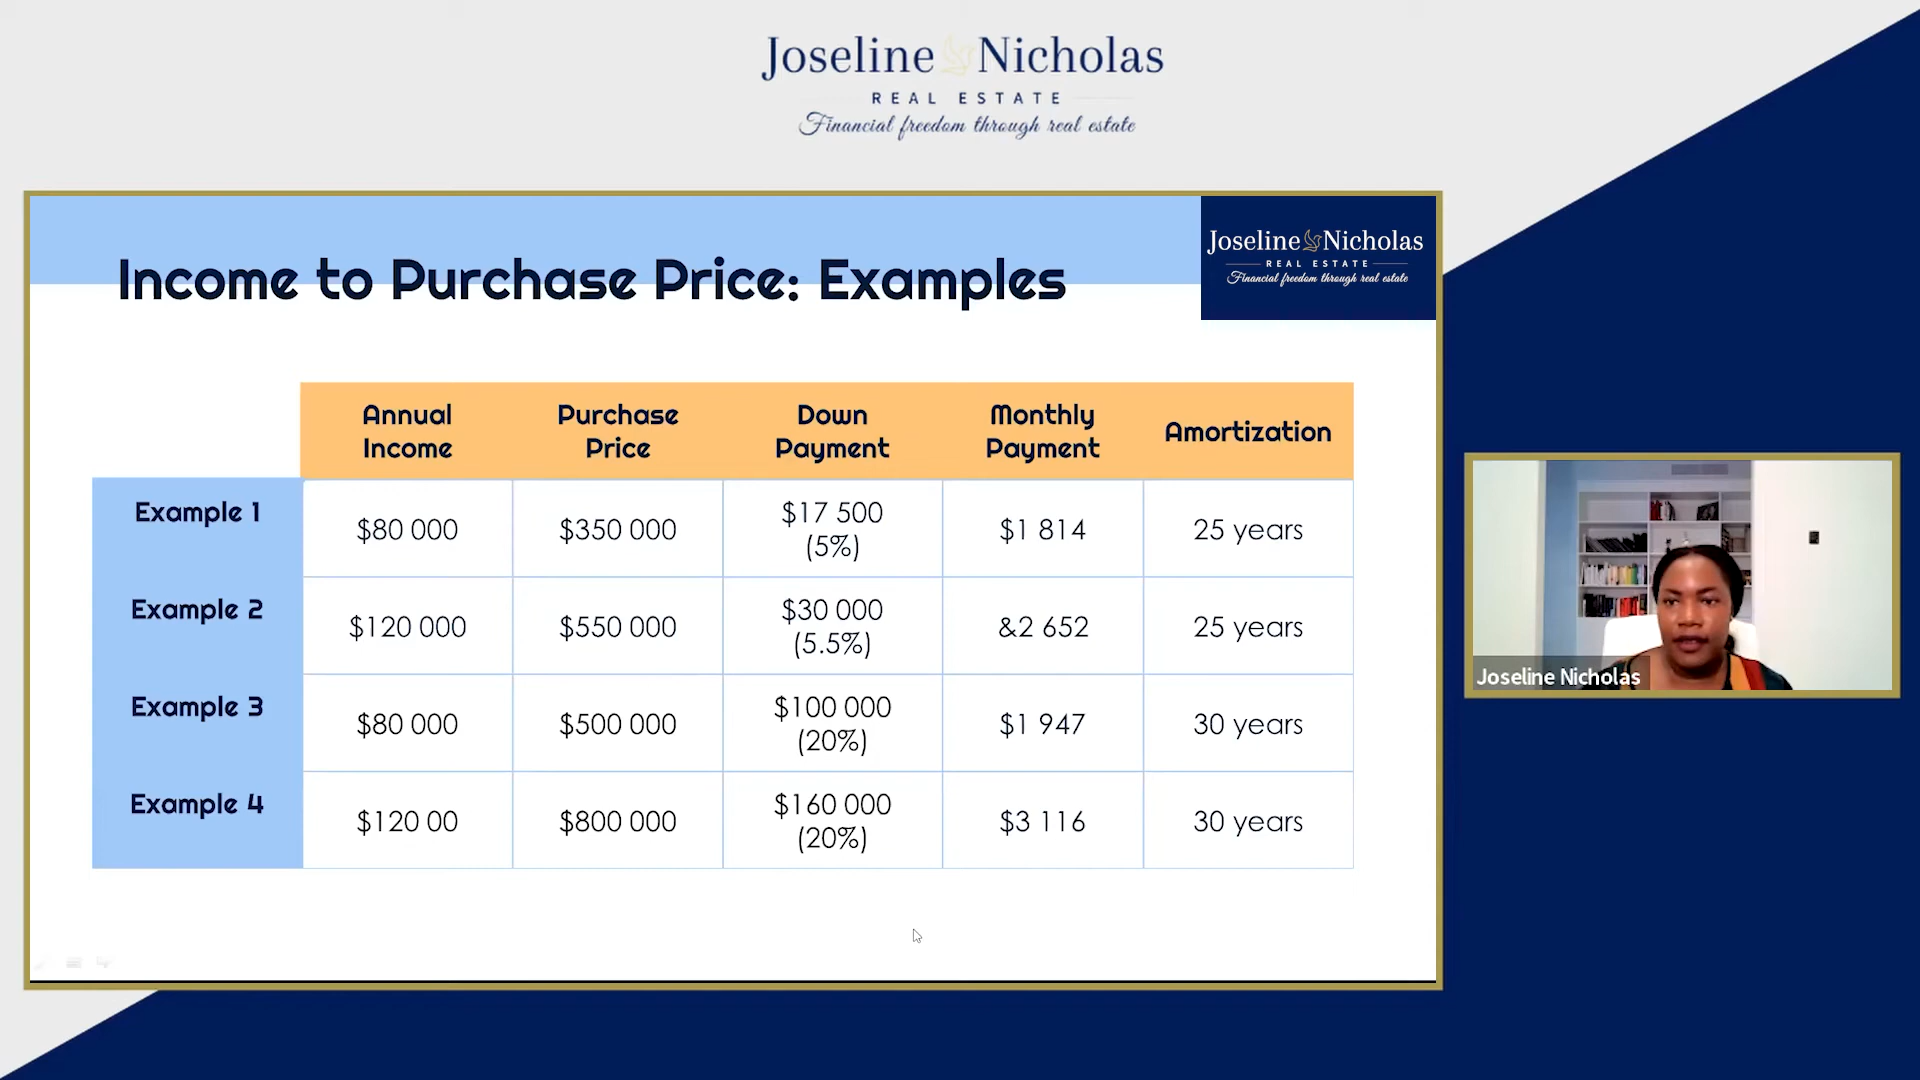 Joseline Nicholas
REAL ESTATE
Financial freedom through real estate
Income to Purchase Price: Examples
Joseline Nicholas
REAL ESTATE
Financial freedom through real estate
Annual Income
Purchase Price
Down Payment
Monthly Payment
Amortization
Example 1
$80 000
$350 000
$17 500
(5%)
$1 814
25 years
Example 2
$120 000
$550 000
$30 000
(5.5%)
&2 652
25 years
Example 3
$80 000
$500 000
$100 000
(20%)
$1 947
30 years
Example 4
$120 00
$800 000
$160 000
(20%)
$3 116
30 years
Joseline Nicholas